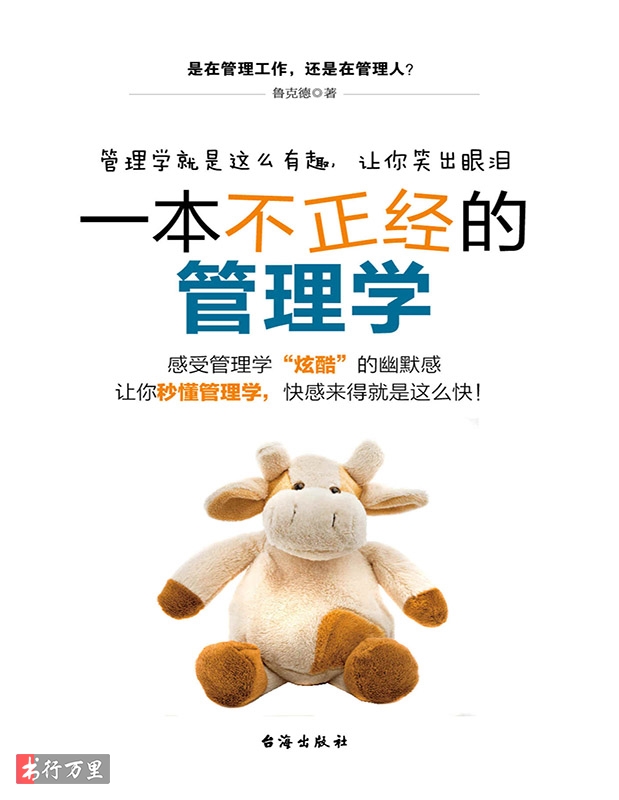 是在管理工作，还是在管理人？
鲁克德◎著
管理学就是这么有趣，让你笑出眼泪
一本不正经的
管理学
感受管理学“炫酷”的幽默感
让你秒懂管理学，快感来得就是这么快！
台海出版社
书行万里